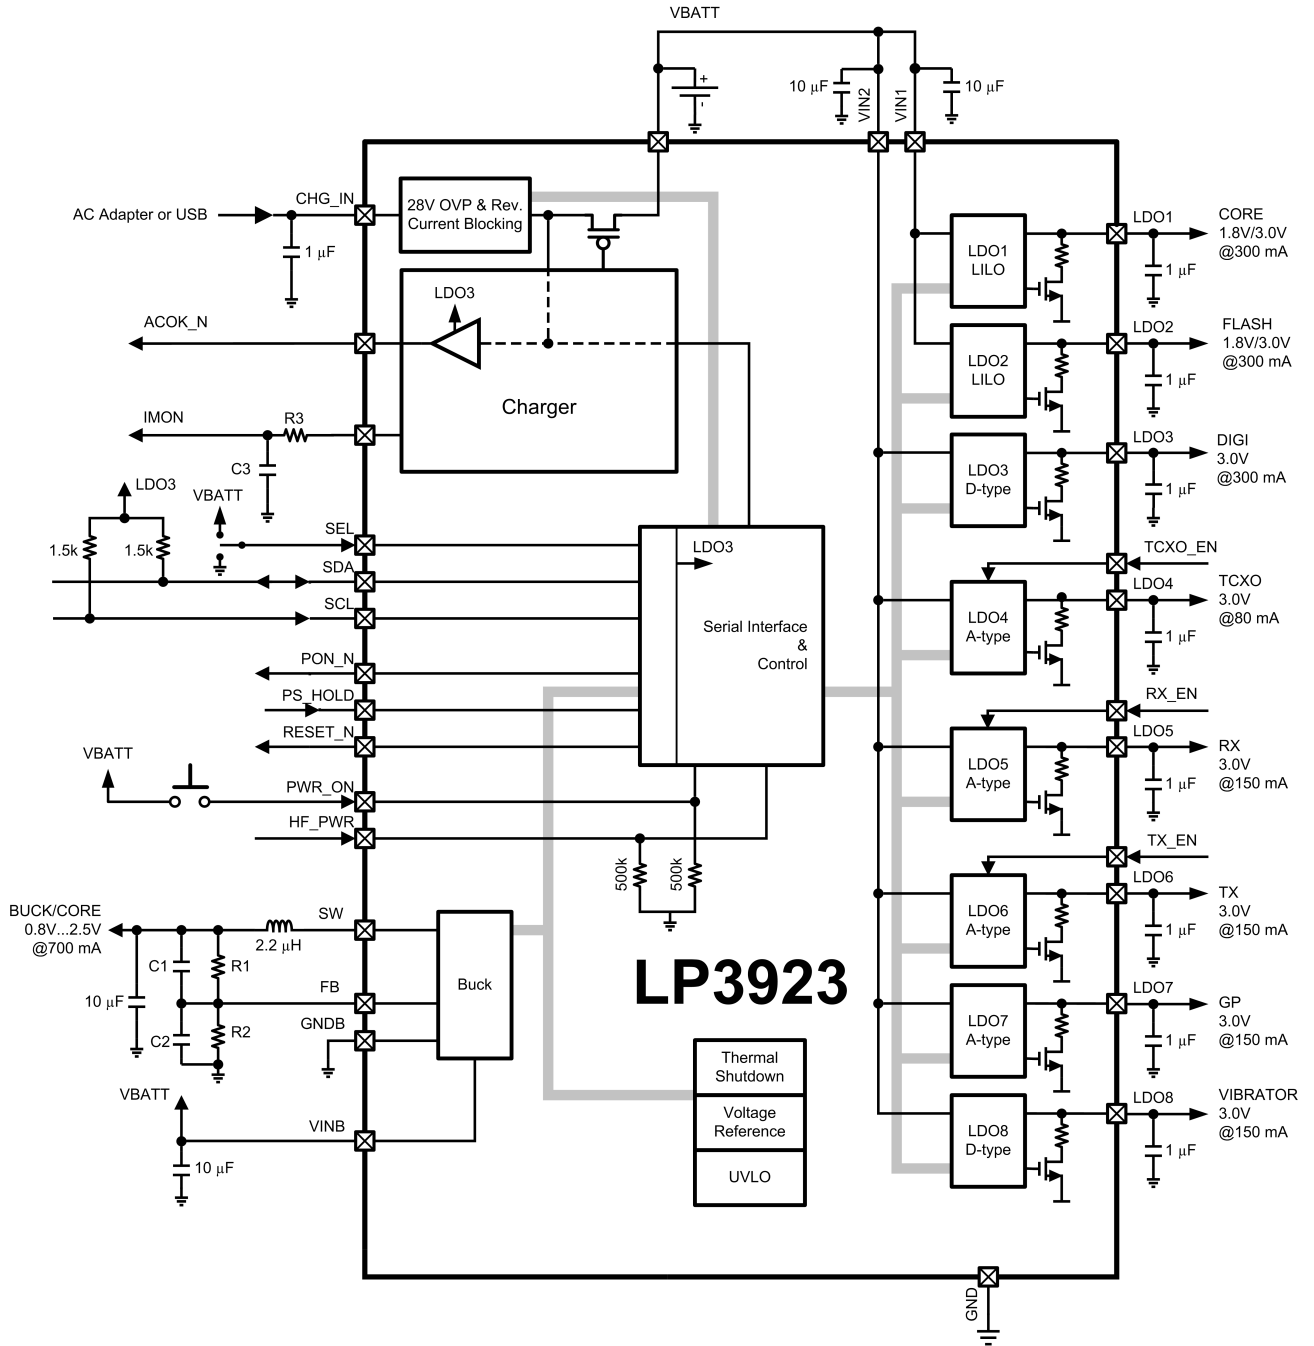 VBATT
10 µF
VIN2
VIN1
10 µF
+
-
AC Adapter or USB
CHG_IN
1 µF
28V OVP & Rev.
Current Blocking
LDO3
ACOK_N
Charger
IMON
R3
C3
LDO3
VBATT
1.5k
1.5k
SEL
SDA
SCL
PON_N
PS_HOLD
RESET_N
VBATT
PWR_ON
HF_PWR
LDO3
Serial Interface
&
Control
500k
500k
BUCK/CORE
0.8V...2.5V
@700 mA
SW
2.2 µH
C1
R1
10 µF
FB
C2
R2
GNDB
Buck
VBATT
VINB
10 µF
LP3923
Thermal
Shutdown
Voltage
Reference
UVLO
LDO1
LILO
LDO1
CORE
1.8V/3.0V
@300 mA
1 µF
LDO2
LILO
LDO2
FLASH
1.8V/3.0V
@300 mA
1 µF
LDO3
D-type
LDO3
DIGI
3.0V
@300 mA
1 µF
TCXO_EN
LDO4
A-type
LDO4
TCXO
3.0V
@80 mA
1 µF
RX_EN
LDO5
A-type
LDO5
RX
3.0V
@150 mA
1 µF
TX_EN
LDO6
A-type
LDO6
TX
3.0V
@150 mA
1 µF
LDO7
A-type
LDO7
GP
3.0V
@150 mA
1 µF
LDO8
D-type
LDO8
VIBRATOR
3.0V
@150 mA
1 µF
GND